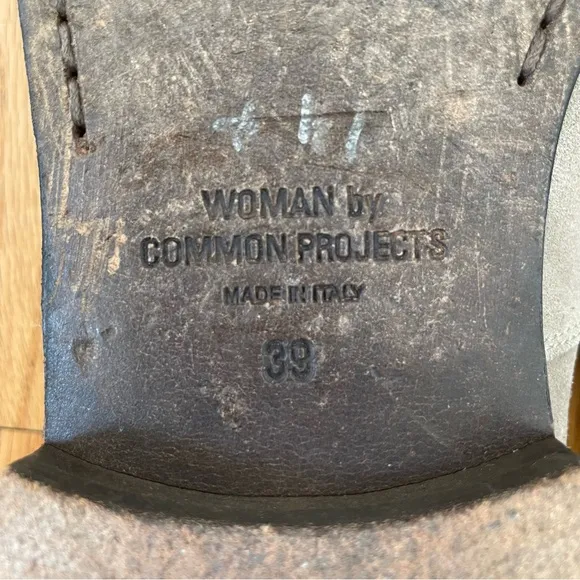 WOMAN by
COMMON PROJECTS
MADE IN ITALY
39